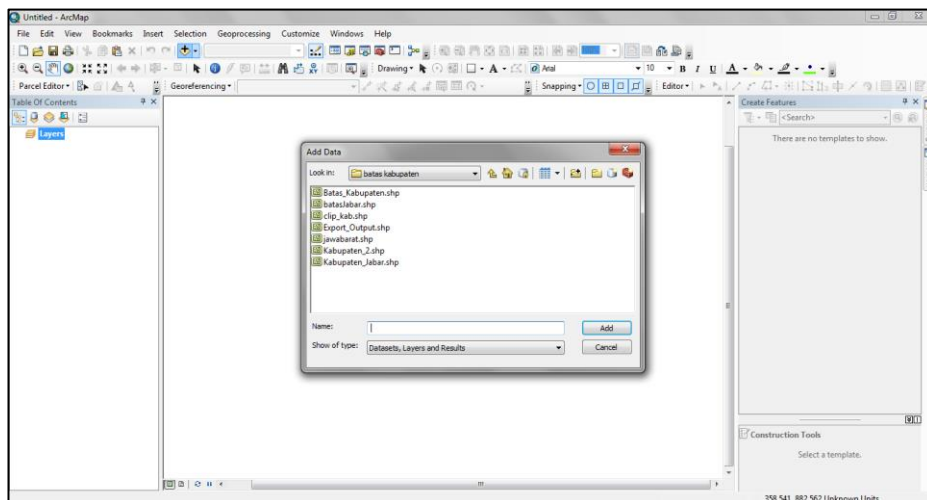 Untitled - ArcMap
File Edit View Bookmarks Insert Selection Geoprocessing Customize Windows Help
Drawing Arial 10 B I U A
Parcel Editor Georeferencing Snapping Editor
Table Of Contents
Layers
Add Data
Look in: batas kabupaten
Batas_Kabupaten.shp
batasJabar.shp
clip_kab.shp
Export_Output.shp
jawabarat.shp
Kabupaten_2.shp
Kabupaten_Jabar.shp
Name:
Add
Show of type: Datasets, Layers and Results
Cancel
Create Features
<Search>
There are no templates to show.
Construction Tools
Select a template.
358,541 882,562 Unknown Units